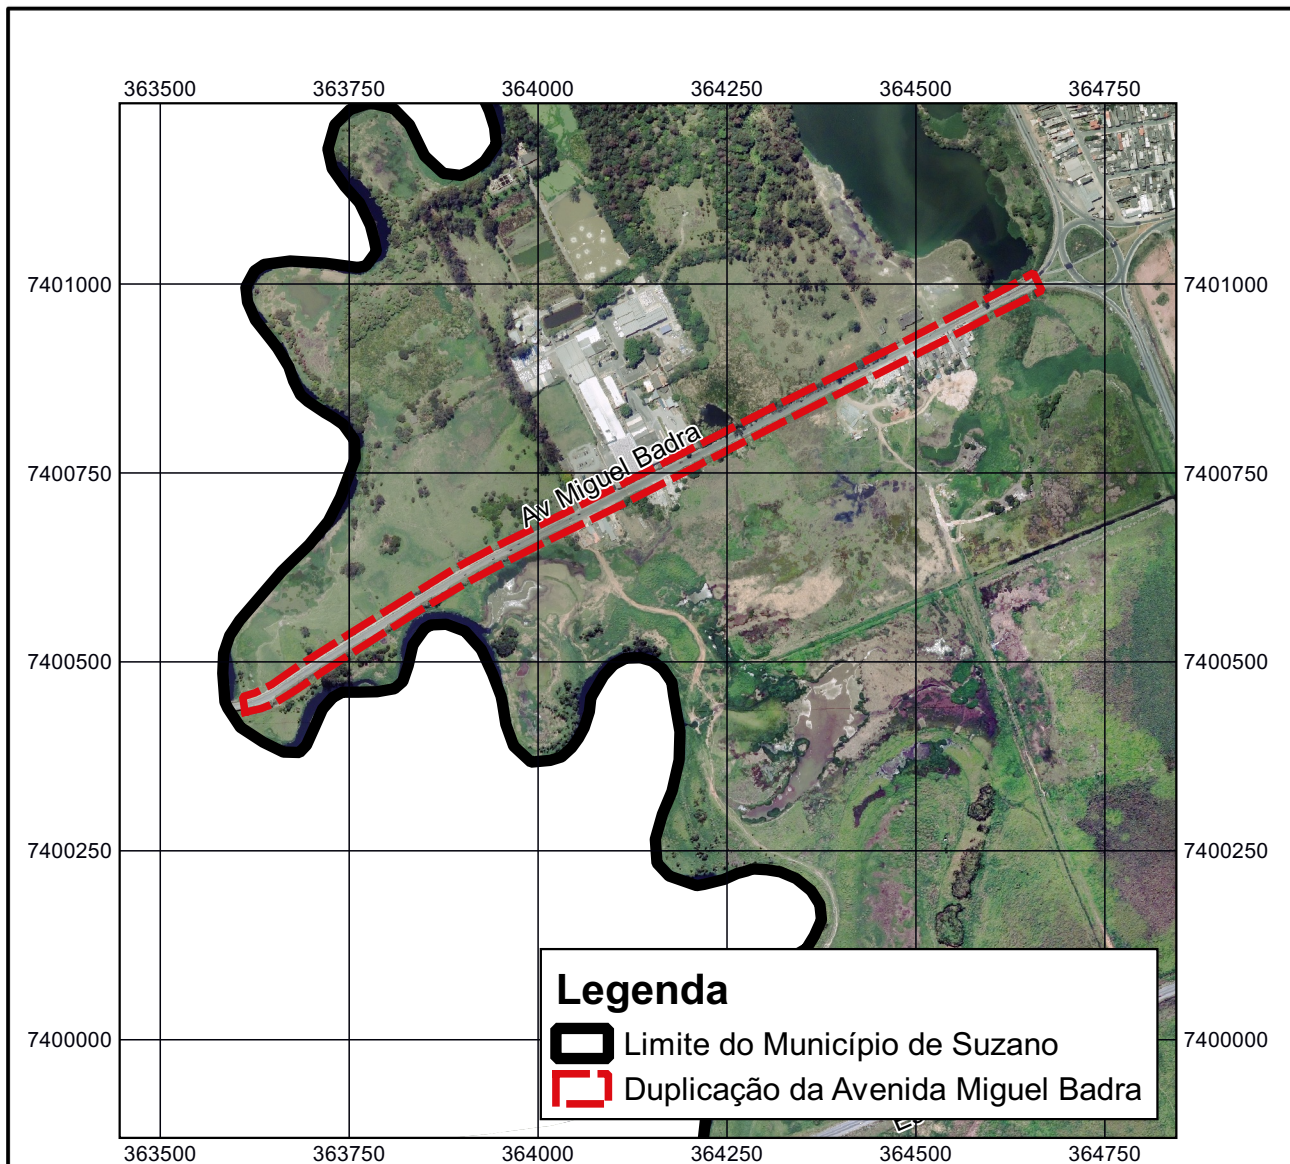 363500 363750 364000 364250 364500 364750
7401000 7401000
Av Miguel Badra
7400750 7400750
7400500 7400500
7400250 7400250
Legenda
Limite do Município de Suzano
7400000 7400000
Duplicação da Avenida Miguel Badra
363500 363750 364000 364250 364500 364750